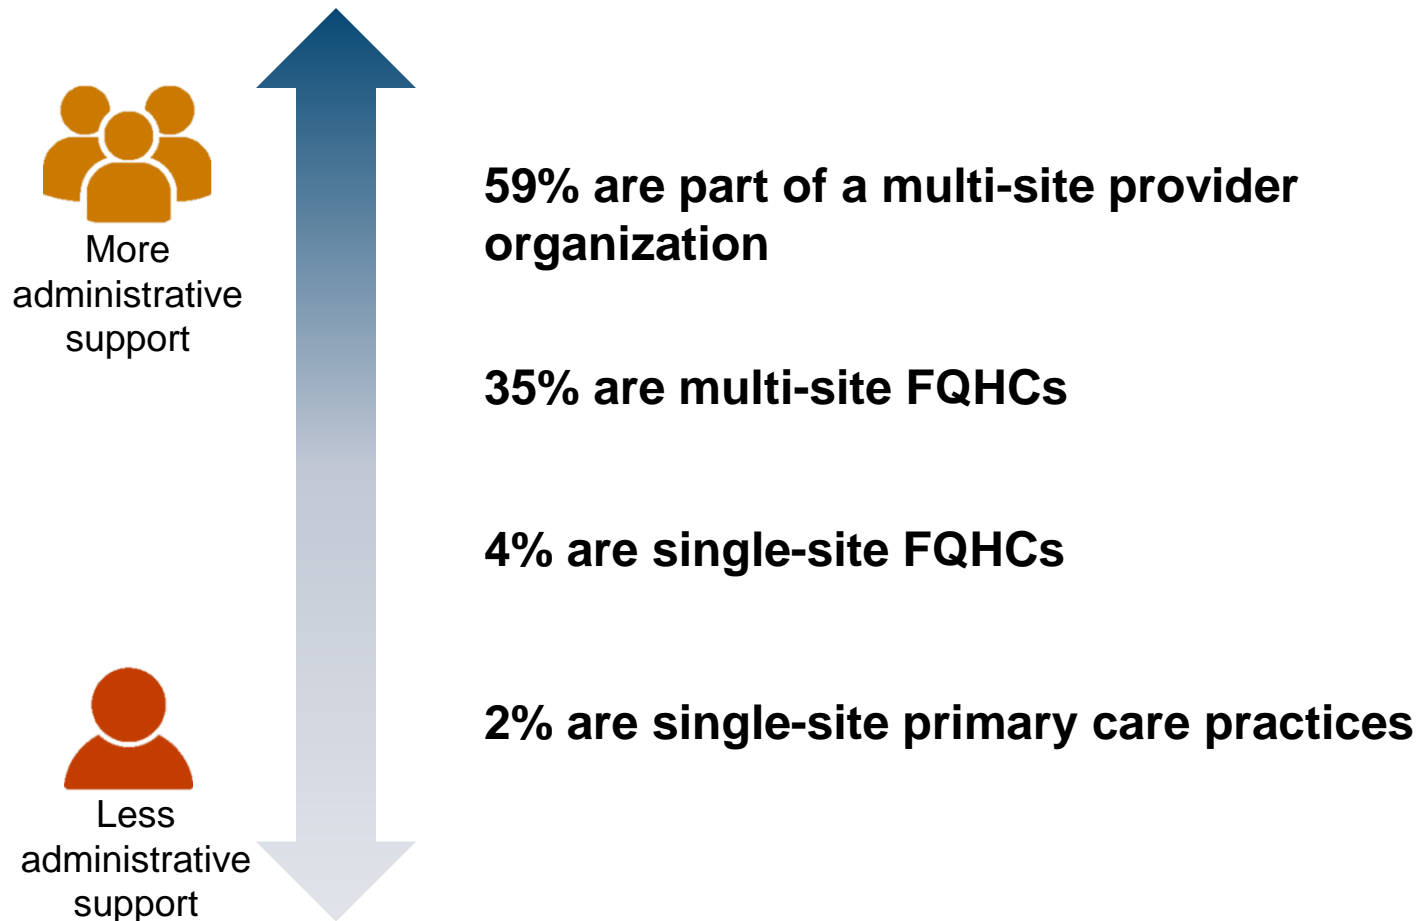 More
administrative
support
59% are part of a multi-site provider
organization
35% are multi-site FQHCs
4% are single-site FQHCs
2% are single-site primary care practices
Less
administrative
support